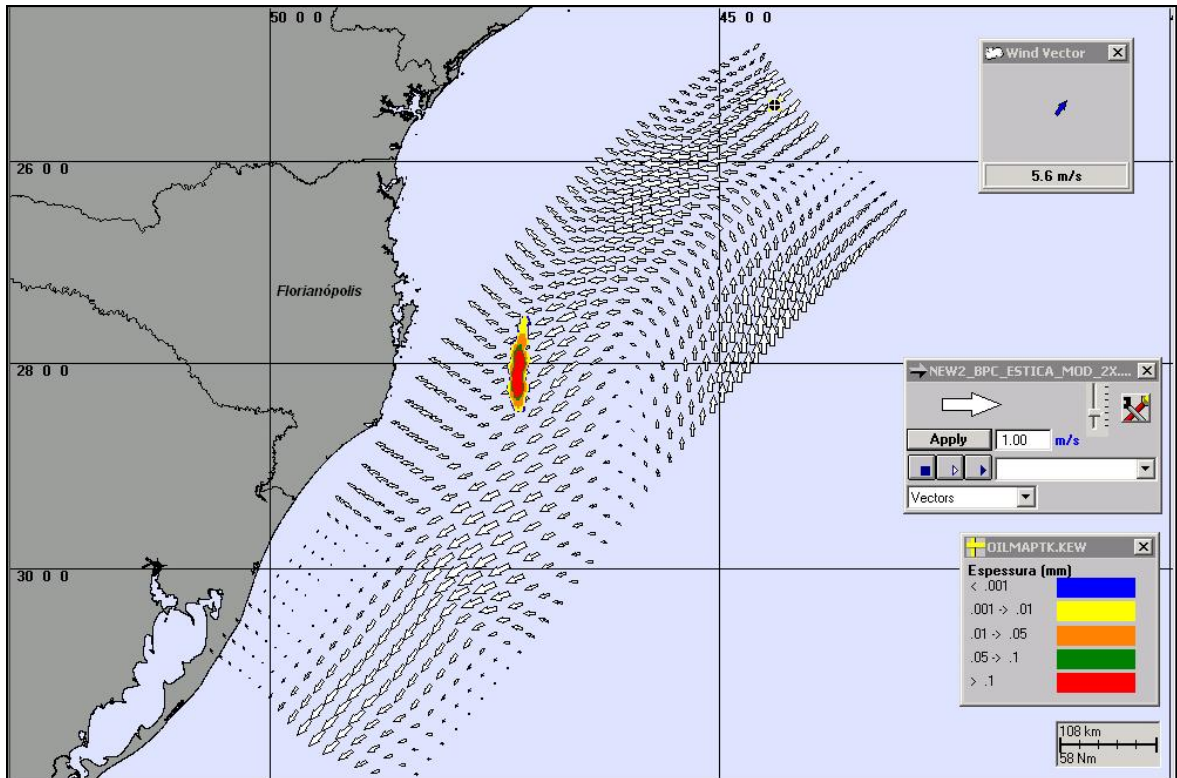 50 0 0
45 0 0
Wind Vector
5.6 m/s
26 0 0
Florianópolis
28 0 0
NEW2_BPC_ESTICA_MOD_2X....
Apply
1.00
m/s
Vectors
OILMAPTK.KEW
Espessura (mm)
< .001
.001 -> .01
.01 -> .05
.05 -> .1
> .1
30 0 0
108 km
58 Nm